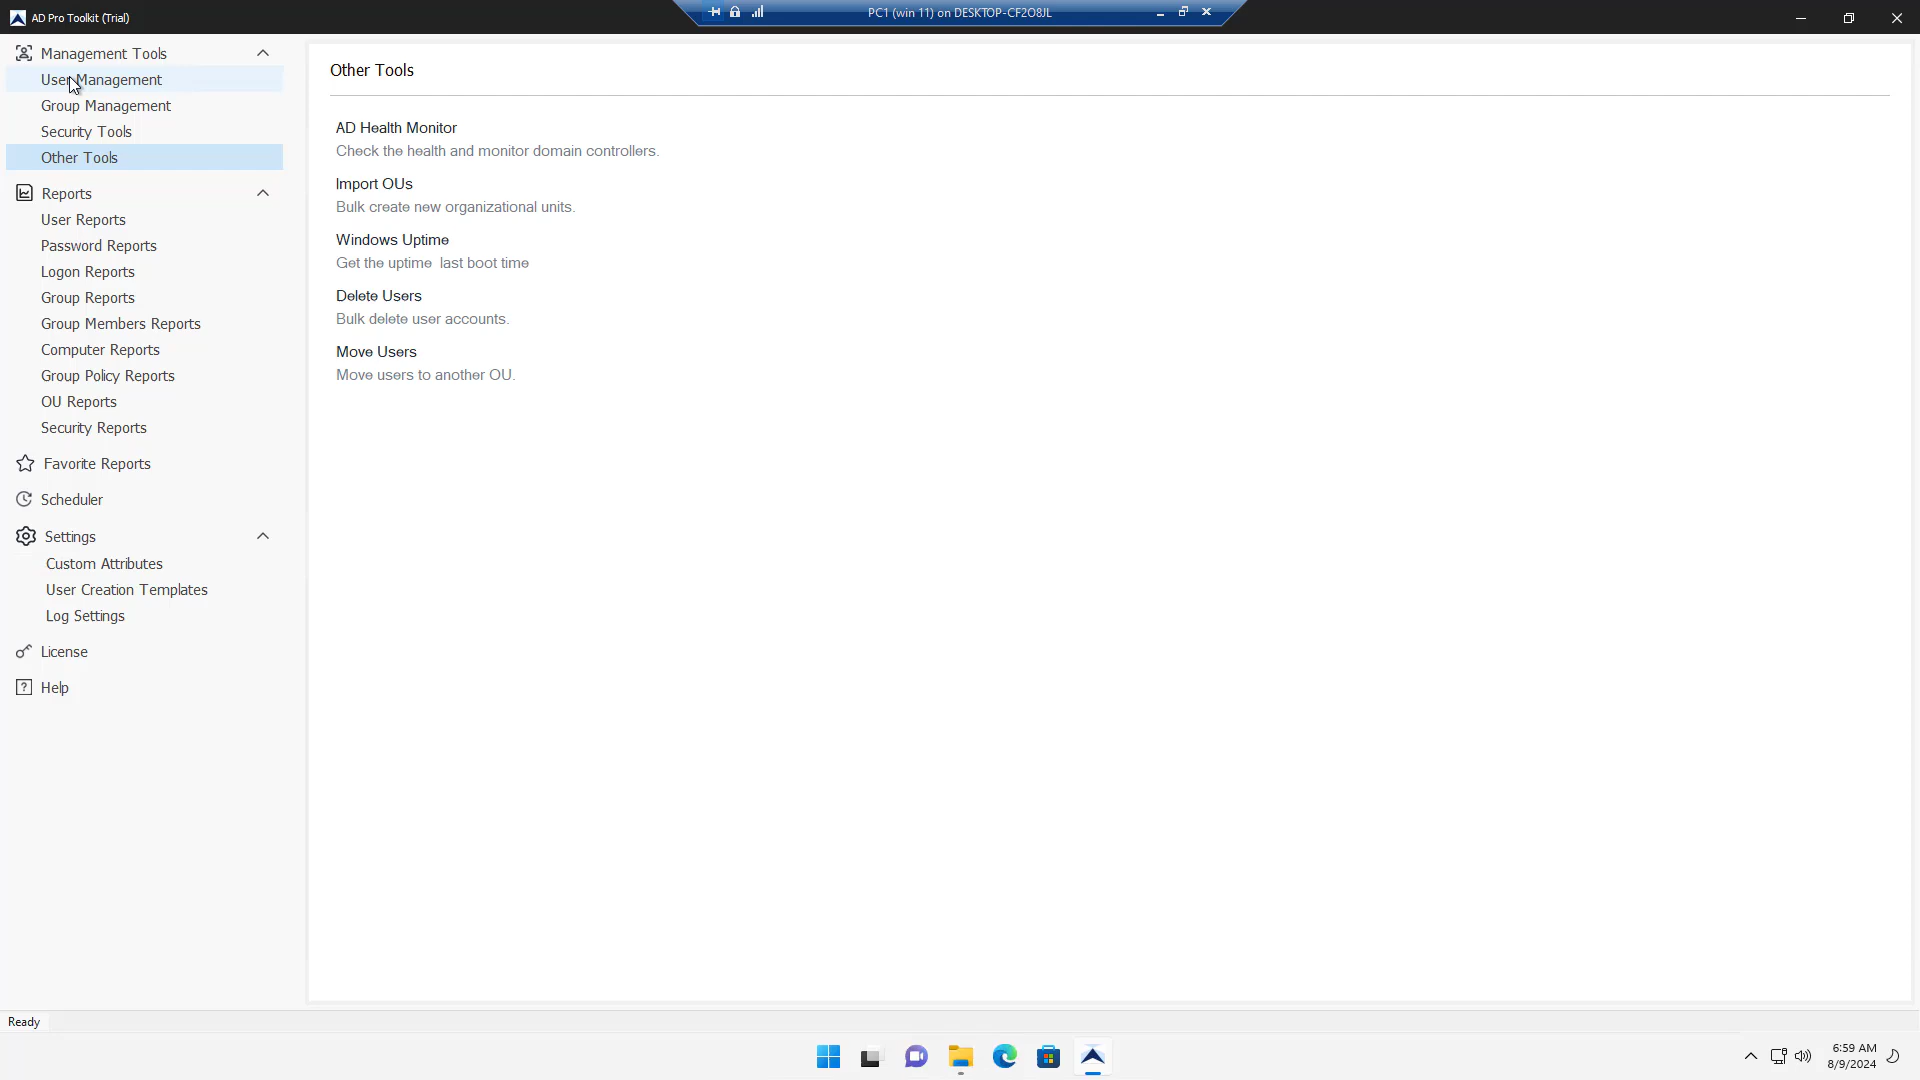 AD Pro Toolkit (Trial)
PC1 (win 11) on DESKTOP-CF2O8JL
Management Tools
User Management
Group Management
Security Tools
Other Tools
Reports
User Reports
Password Reports
Logon Reports
Group Reports
Group Members Reports
Computer Reports
Group Policy Reports
OU Reports
Security Reports
Favorite Reports
Scheduler
Settings
Custom Attributes
User Creation Templates
Log Settings
License
Help
Other Tools
AD Health Monitor
Check the health and monitor domain controllers.
Import OUs
Bulk create new organizational units.
Windows Uptime
Get the uptime last boot time
Delete Users
Bulk delete user accounts.
Move Users
Move users to another OU.
Ready
6:59 AM
8/9/2024